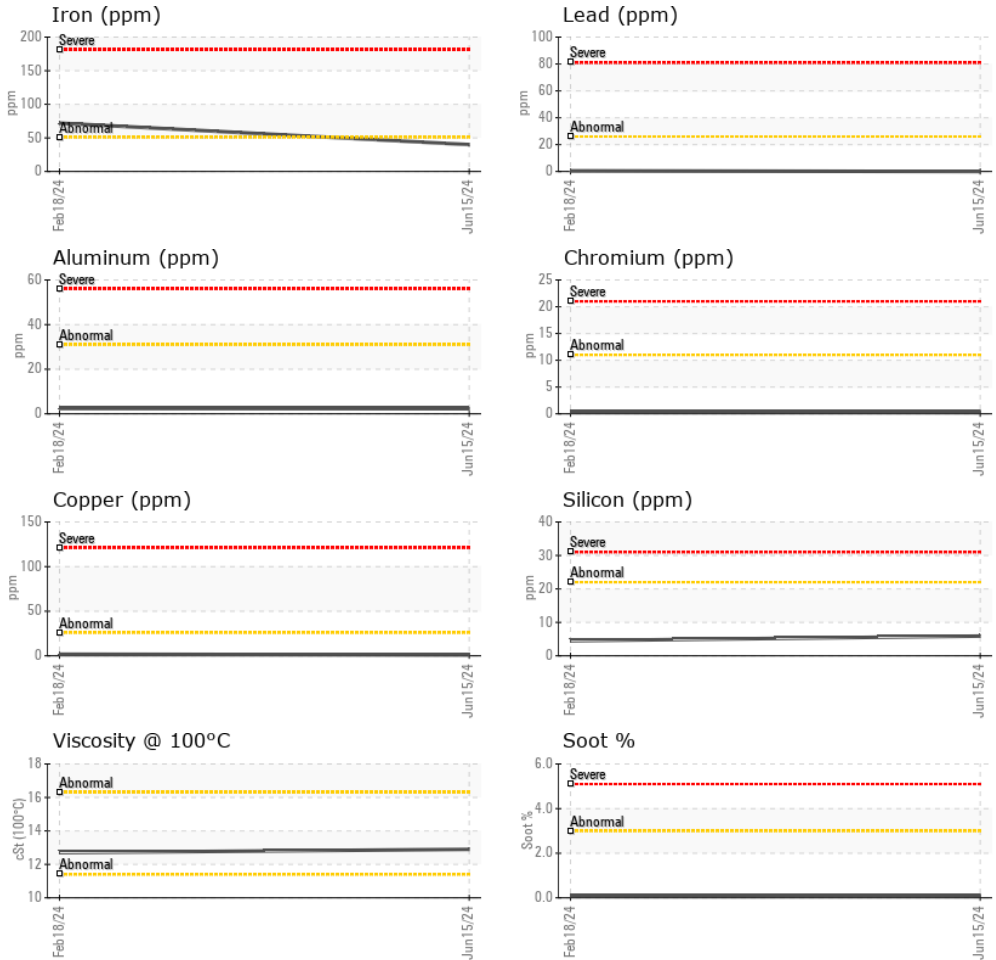 Iron (ppm)
200
150
100
50
0
ppm
Severe
Abnormal
Feb18/24
Jun15/24
Lead (ppm)
100
80
60
40
20
0
ppm
Severe
Abnormal
Feb18/24
Jun15/24
Aluminum (ppm)
60
40
20
0
ppm
Severe
Abnormal
Feb18/24
Jun15/24
Chromium (ppm)
25
20
15
10
5
0
ppm
Severe
Abnormal
Feb18/24
Jun15/24
Copper (ppm)
150
100
50
0
ppm
Severe
Abnormal
Feb18/24
Jun15/24
Silicon (ppm)
40
30
20
10
0
ppm
Severe
Abnormal
Feb18/24
Jun15/24
Viscosity @ 100°C
18
16
14
12
10
cSt (100°C)
Abnormal
Abnormal
Feb18/24
Jun15/24
Soot %
6.0
4.0
2.0
0.0
Soot %
Severe
Abnormal
Feb18/24
Jun15/24